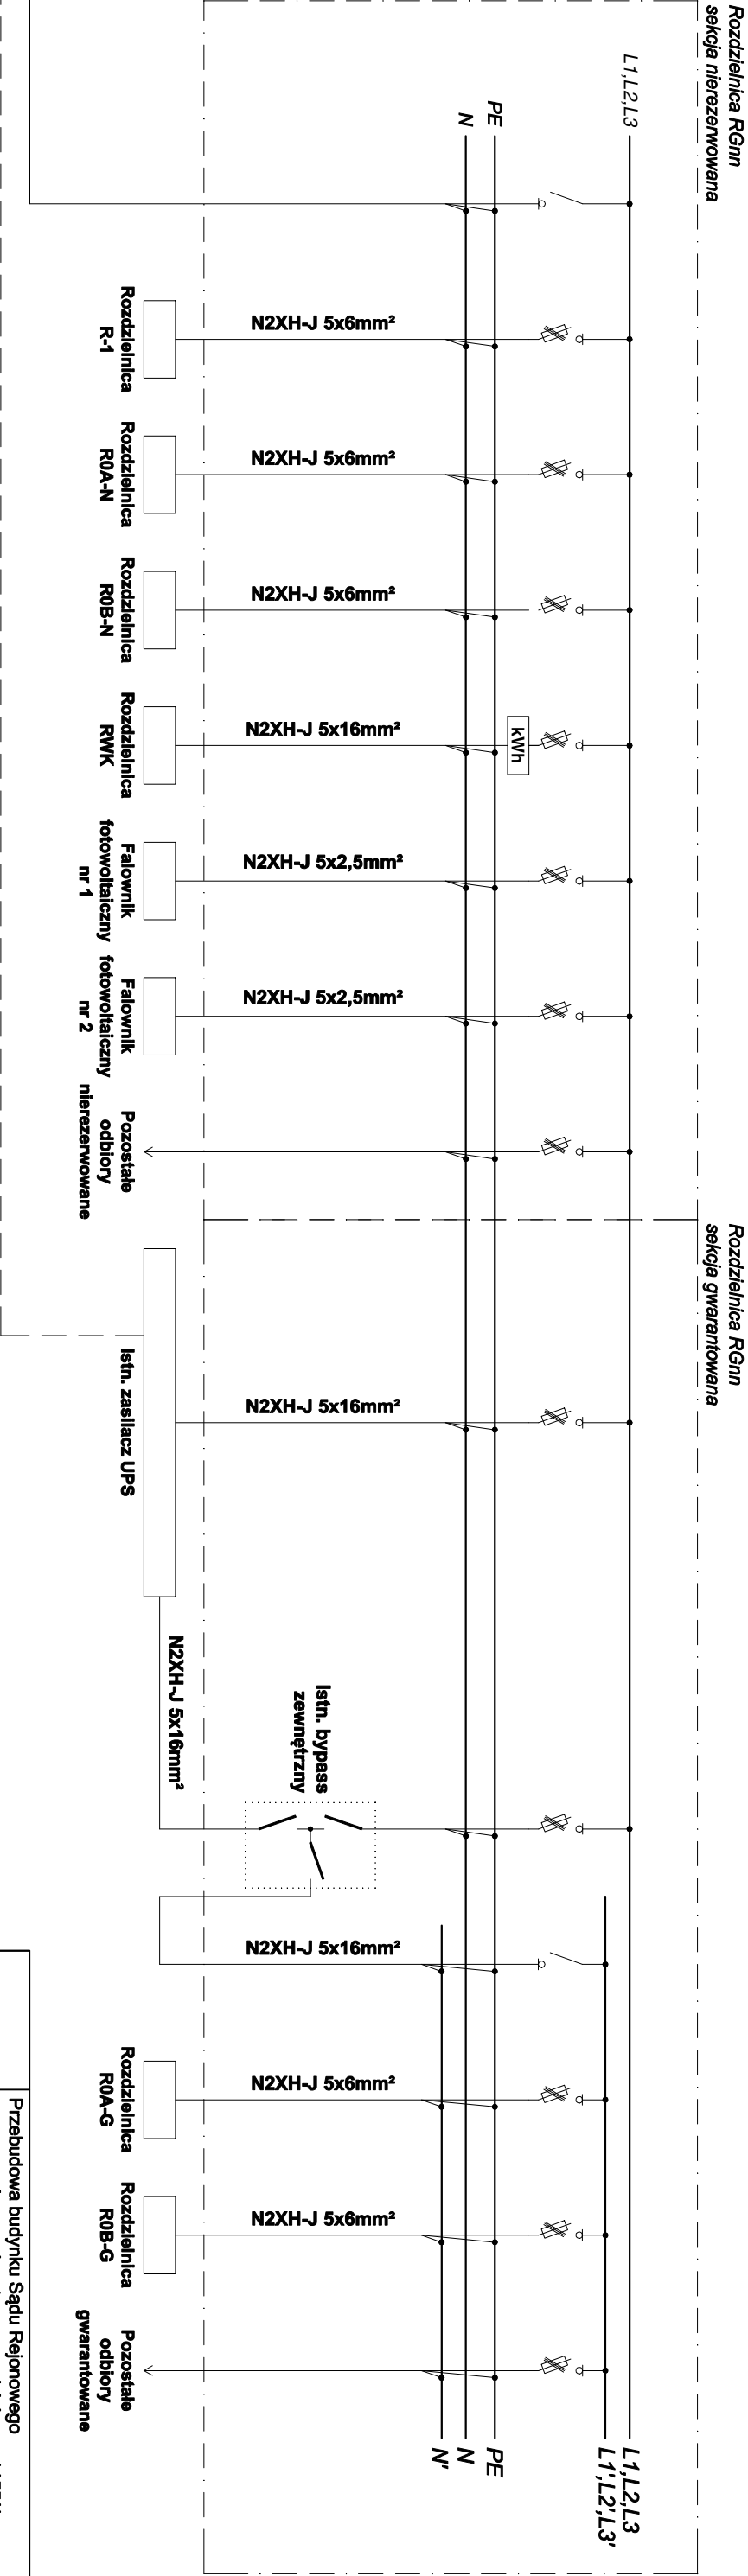 Rozdzielnica RGnn
sekcja nierezerwowana
Rozdzielnica RGnn
sekcja gwarantowana
L1,L2,L3
PE
N
kWh
L1,L2,L3
L1',L2',L3'
PE
N
N'
N2XH-J 5x6mm²
N2XH-J 5x6mm²
N2XH-J 5x6mm²
N2XH-J 5x16mm²
N2XH-J 5x2,5mm²
N2XH-J 5x2,5mm²
N2XH-J 5x16mm²
Istn. bypass
zewnętrzny
N2XH-J 5x16mm²
N2XH-J 5x6mm²
N2XH-J 5x6mm²
N2XH-J 5x16mm²
Rozdzielnica
R-1
Rozdzielnica
R0A-N
Rozdzielnica
R0B-N
Rozdzielnica
RWK
Falownik
fotowoltaiczny
nr 1
Falownik
fotowoltaiczny
nr 2
Pozostałe
odbiory
nierezerwowane
Istn. zasilacz UPS
Rozdzielnica
R0A-G
Rozdzielnica
R0B-G
Pozostałe
odbiory
gwarantowane
Przebudowa budynku Sądu Rejonowego